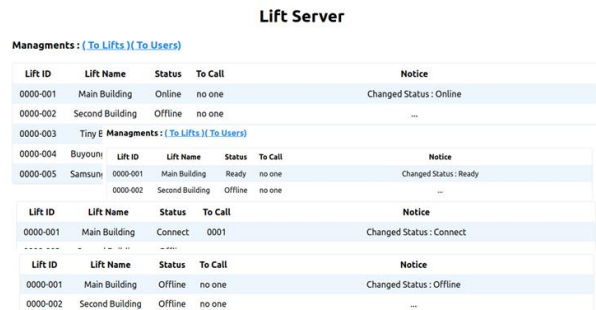 Lift Server
Managments : ( To Lifts )( To Users)
Lift ID Lift Name Status To Call Notice
0000-001 Main Building Online no one Changed Status : Online
0000-002 Second Building Offline no one ...
0000-003 Tiny
0000-004
0000-005
Managments : ( To Lifts )( To Users)
Lift ID Lift Name Status To Call Notice
0000-001 Main Building Ready no one Changed Status : Ready
0000-002 Second Building Offline no one ...
Lift ID Lift Name Status To Call Notice
0000-001 Main Building Connect 0001 Changed Status : Connect
Lift ID Lift Name Status To Call Notice
0000-001 Main Building Offline no one Changed Status : Offline
0000-002 Second Building Offline no one ...